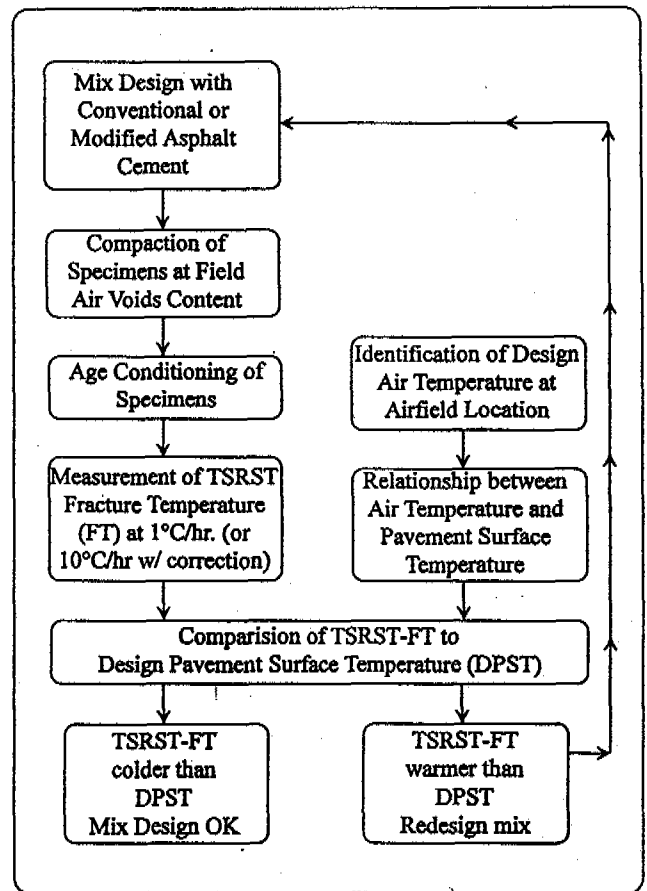 Mix Design with
Conventional or
Modified Asphalt
Cement
Compaction of
Specimens at Field
Air Voids Content
Age Conditioning of
Specimens
Measurement of TSRST
Fracture Temperature
(FT) at 1°C/hr. (or
10°C/hr w/ correction)
Identification of Design
Air Temperature at
Airfield Location
Relationship between
Air Temperature and
Pavement Surface
Temperature
Comparision of TSRST-FT to
Design Pavement Surface Temperature (DPST)
TSRST-FT
colder than
DPST
Mix Design OK
TSRST-FT
warmer than
DPST
Redesign mix